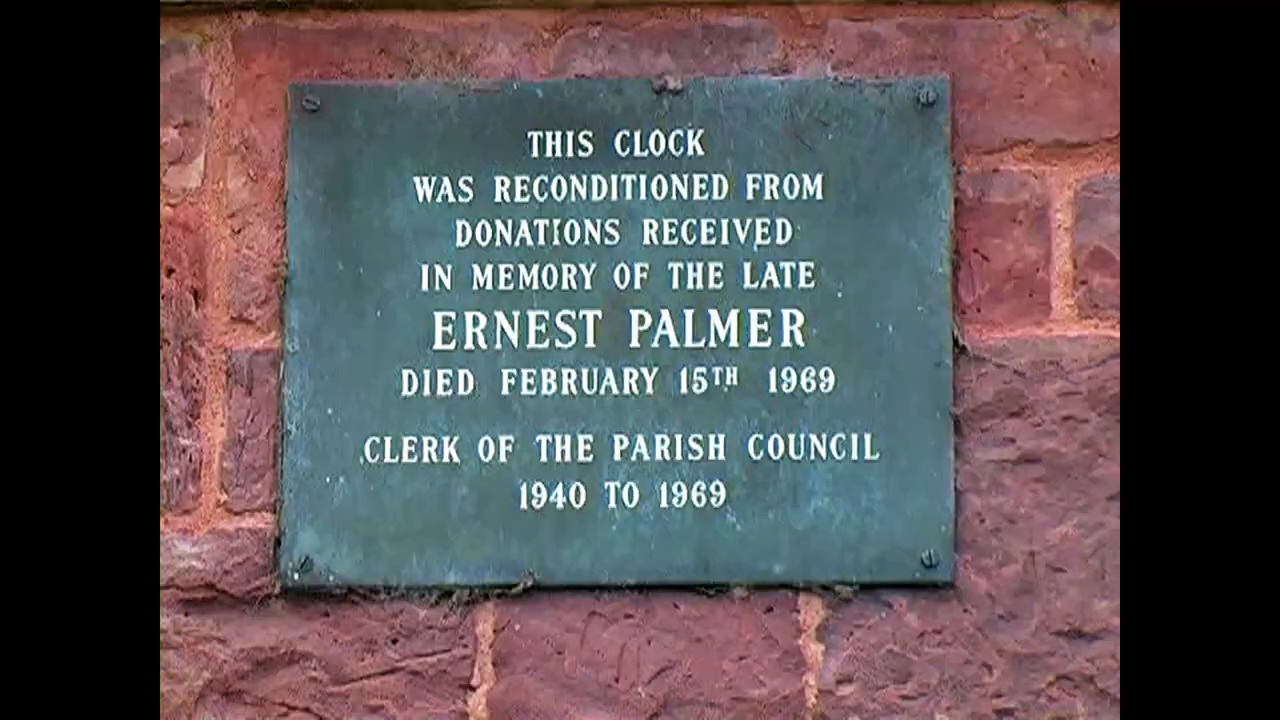 THIS CLOCK
WAS RECONDITIONED FROM
DONATIONS RECEIVED
IN MEMORY OF THE LATE
ERNEST PALMER
DIED FEBRUARY 15TH 1969
CLERK OF THE PARISH COUNCIL
1940 TO 1969